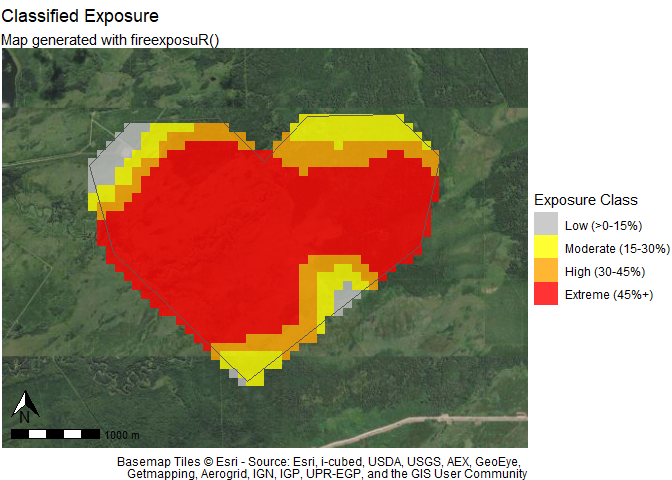 Classified Exposure
Map generated with fireexposuR()
Exposure Class
Low (>0-15%)
Moderate (15-30%)
High (30-45%)
Extreme (45%+)
N
1000 m
Basemap Tiles © Esri - Source: Esri, i-cubed, USDA, USGS, AEX, GeoEye,
Getmapping, Aerogrid, IGN, IGP, UPR-EGP, and the GIS User Community